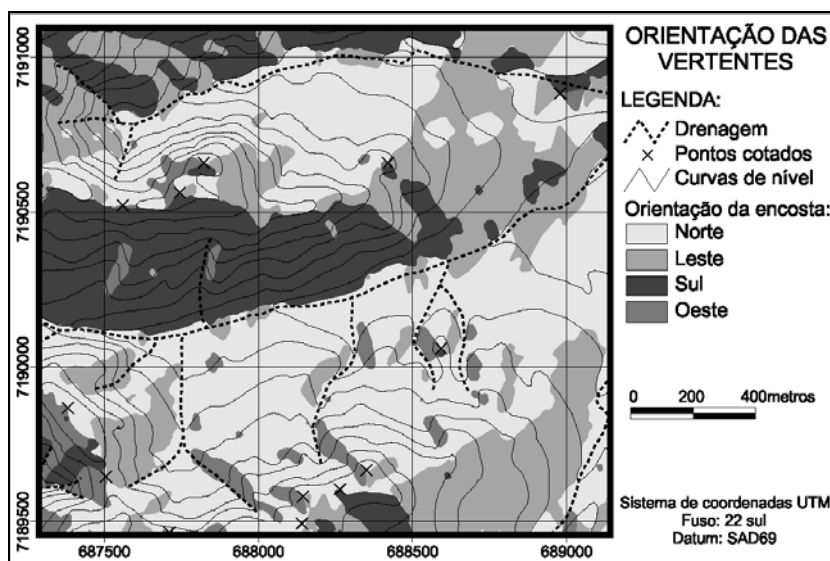 ORIENTAÇÃO DAS
VERTENTES
LEGENDA:
Drenagem
Pontos cotados
Curvas de nível
Orientação da encosta:
Norte
Leste
Sul
Oeste
0 200 400metros
Sistema de coordenadas UTM
Fuso: 22 sul
Datum: SAD69
7191000
7190500
7190000
7189500
687500 688000 688500 689000